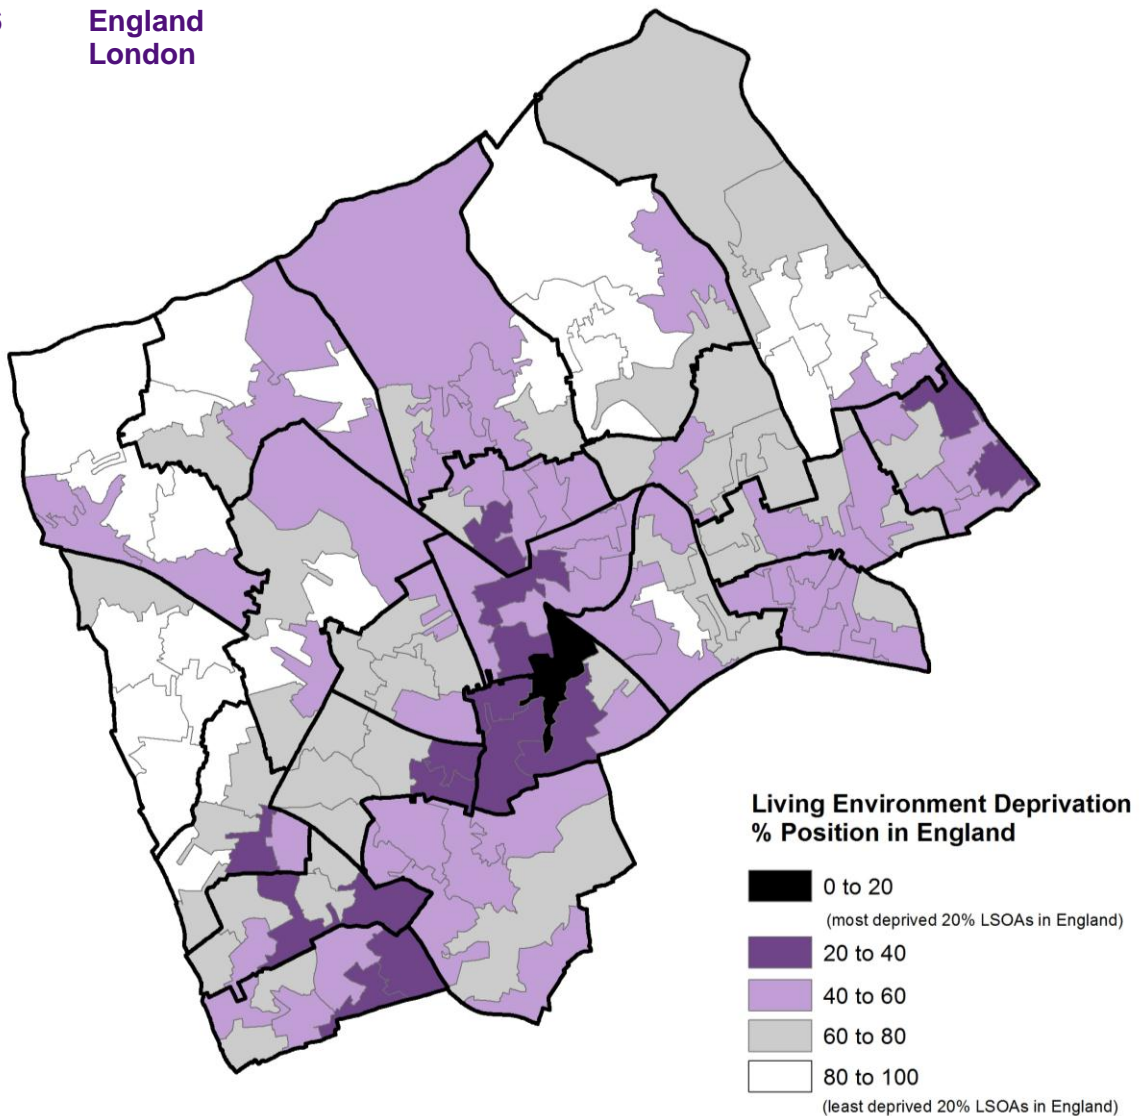 England
London
Living Environment Deprivation
% Position in England
0 to 20
(most deprived 20% LSOAs in England)
20 to 40
40 to 60
60 to 80
80 to 100
(least deprived 20% LSOAs in England)